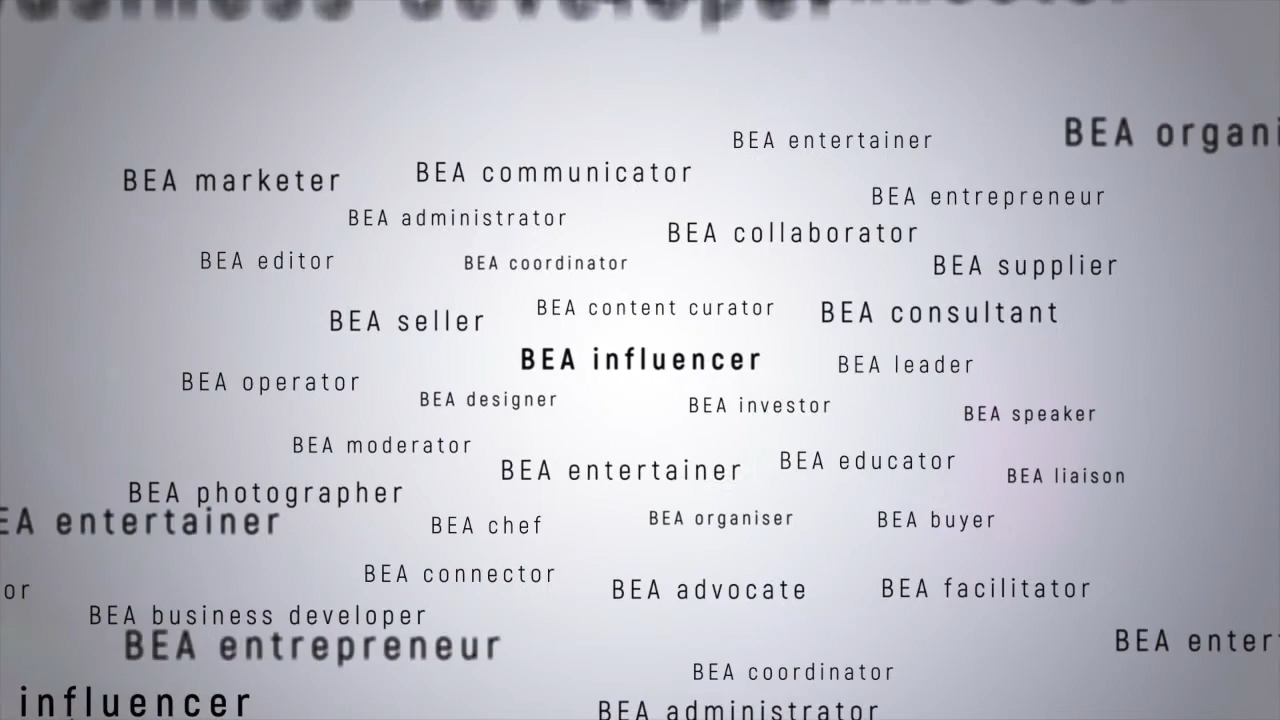 business developer
BEA entertainer
BEA organi
BEA marketer
BEA communicator
BEA entrepreneur
BEA administrator
BEA collaborator
BEA editor
BEA coordinator
BEA supplier
BEA content curator
BEA consultant
BEA seller
BEA influencer
BEA leader
BEA operator
BEA designer
BEA investor
BEA speaker
BEA moderator
BEA educator
BEA entertainer
BEA liaison
BEA photographer
EA entertainer
BEA chef
BEA organiser
BEA buyer
BEA connector
or
BEA advocate
BEA facilitator
BEA business developer
BEA entrepreneur
BEA enter
BEA coordinator
influencer
BEA administrator